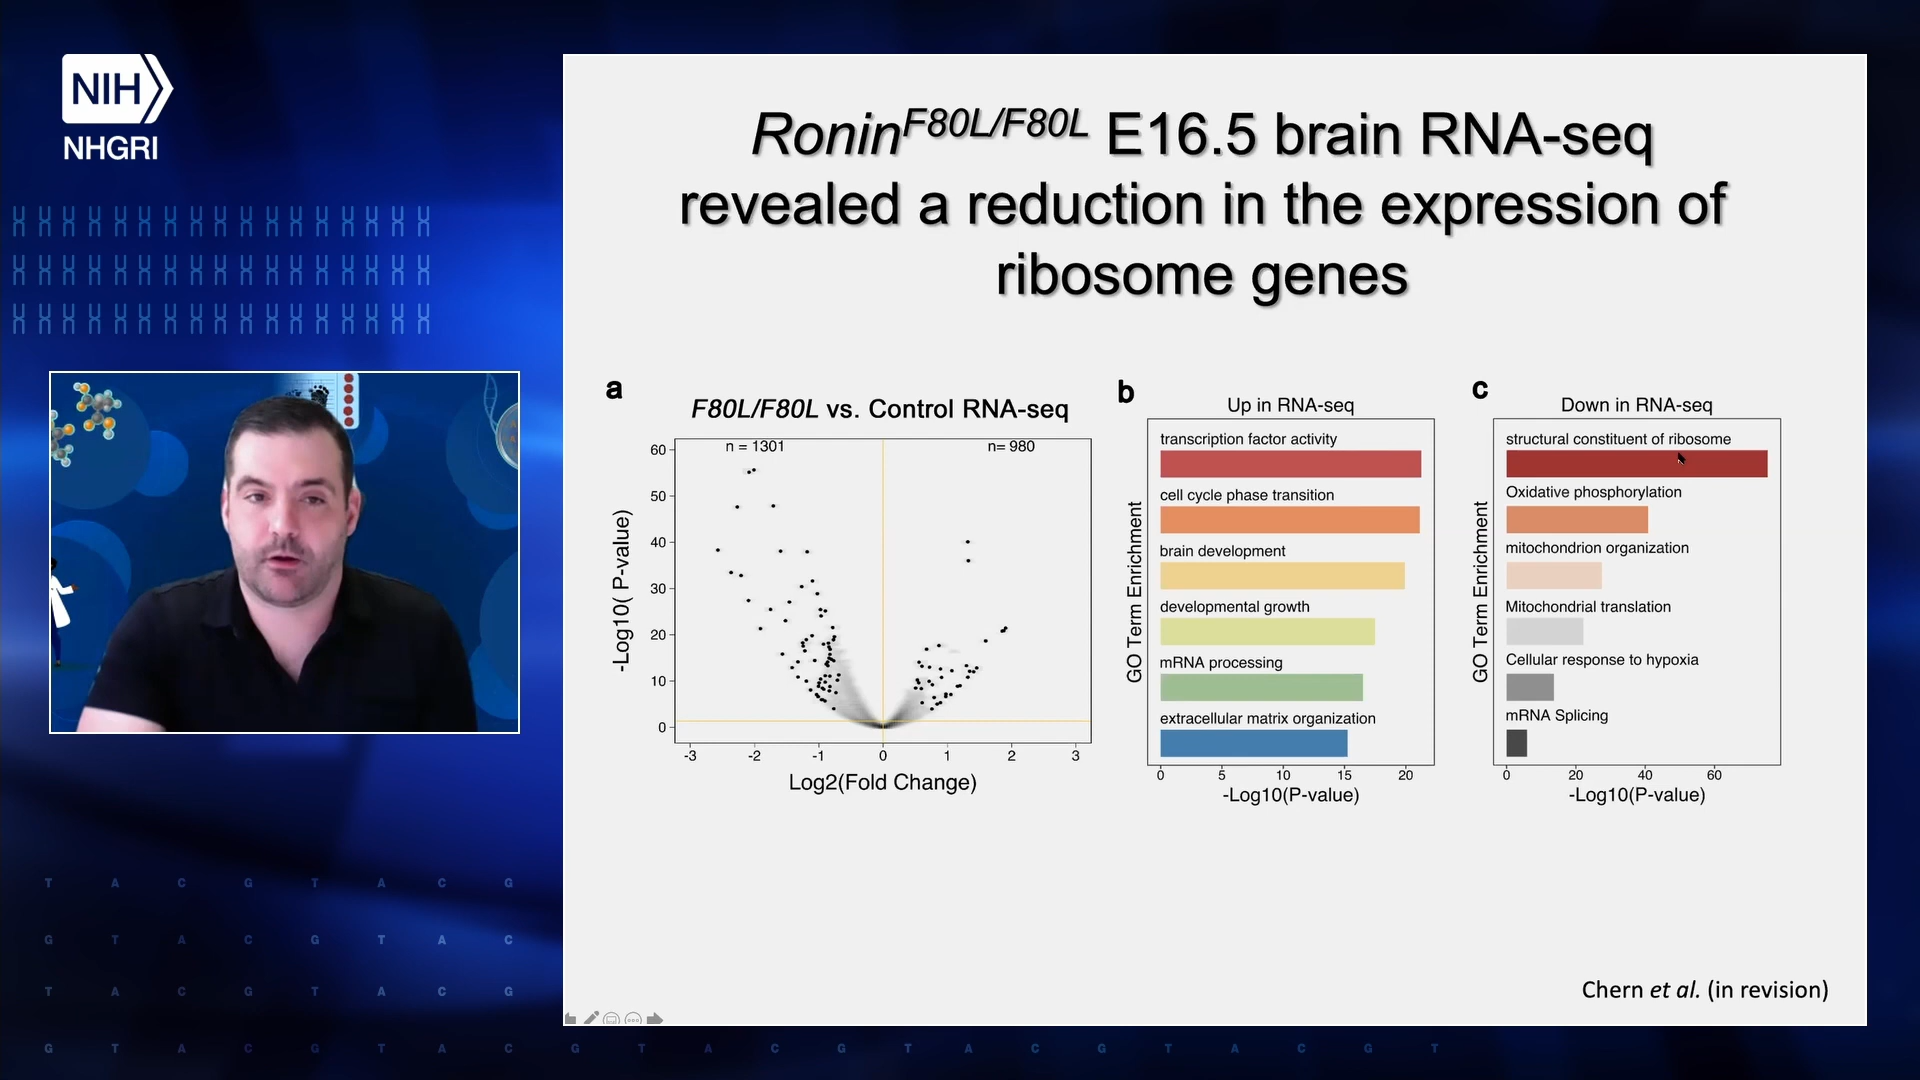 NIH
NHGRI
Ronin^F80L/F80L E16.5 brain RNA-seq
revealed a reduction in the expression of
ribosome genes
a
F80L/F80L vs. Control RNA-seq
n = 1301
n= 980
60
50
40
30
20
10
0
-Log10( P-value)
-3 -2 -1 0 1 2 3
Log2(Fold Change)
b
Up in RNA-seq
GO Term Enrichment
transcription factor activity
cell cycle phase transition
brain development
developmental growth
mRNA processing
extracellular matrix organization
0 5 10 15 20
-Log10(P-value)
c
Down in RNA-seq
GO Term Enrichment
structural constituent of ribosome
Oxidative phosphorylation
mitochondrion organization
Mitochondrial translation
Cellular response to hypoxia
mRNA Splicing
0 20 40 60
-Log10(P-value)
Chern et al. (in revision)
T A C G T A C G
G T A C G T A C
T A C G T A C G
G T A C G T A C G T A C G T A C G T A C G T